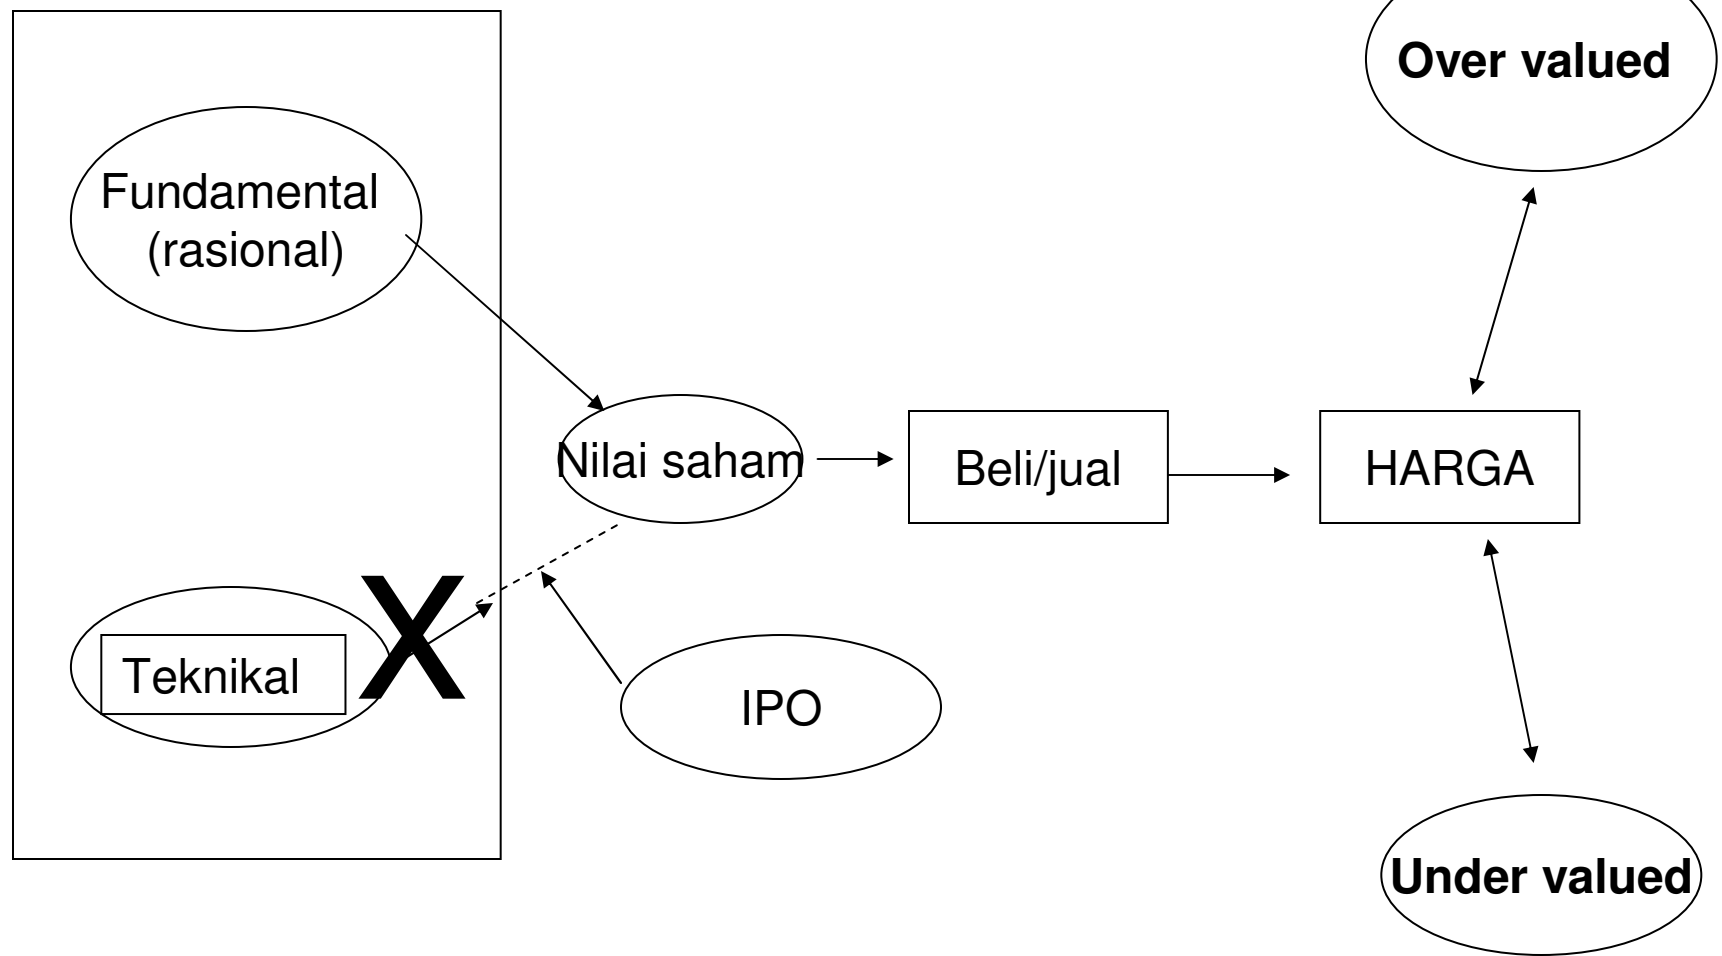 Over valued
Fundamental
(rasional)
Nilai saham
Beli/jual
HARGA
X
Teknikal
IPO
Under valued